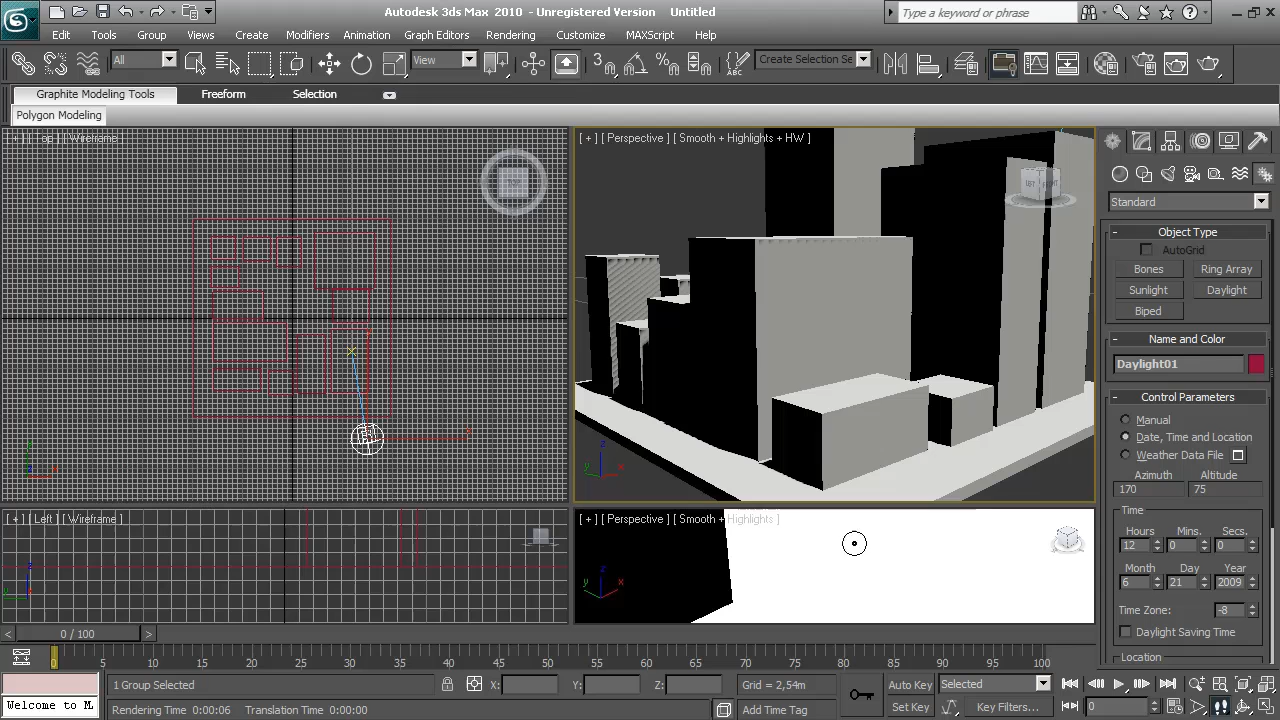 Autodesk 3ds Max 2010 - Unregistered Version Untitled
Type a keyword or phrase
Edit Tools Group Views Create Modifiers Animation Graph Editors Rendering Customize MAXScript Help
All View 3 Create Selection Se
Graphite Modeling Tools Freeform Selection
Polygon Modeling
[ + ] [ Top ] [ Wireframe
TOP
[ + ] [ Perspective ] [ Smooth + Highlights + HW ]
[ + ] [ Left ] [ Wireframe ]
[ + ] [ Perspective ] [ Smooth + Highlights ]
Standard
Object Type
AutoGrid
Bones Ring Array
Sunlight Daylight
Biped
Name and Color
Daylight01
Control Parameters
Manual
Date, Time and Location
Weather Data File
Azimuth Altitude
170 75
Time
Hours Mins. Secs.
12 0 0
Month Day Year
6 21 2009
Time Zone: -8
Daylight Saving Time
Location
0 / 100
0 5 10 15 20 25 30 35 40 45 50 55 60 65 70 75 80 85 90 95 100
1 Group Selected X: Y: Z: Grid = 2,54m Auto Key Selected
Welcome to M. Rendering Time 0:00:06 Translation Time 0:00:00 Add Time Tag Set Key Key Filters... 0